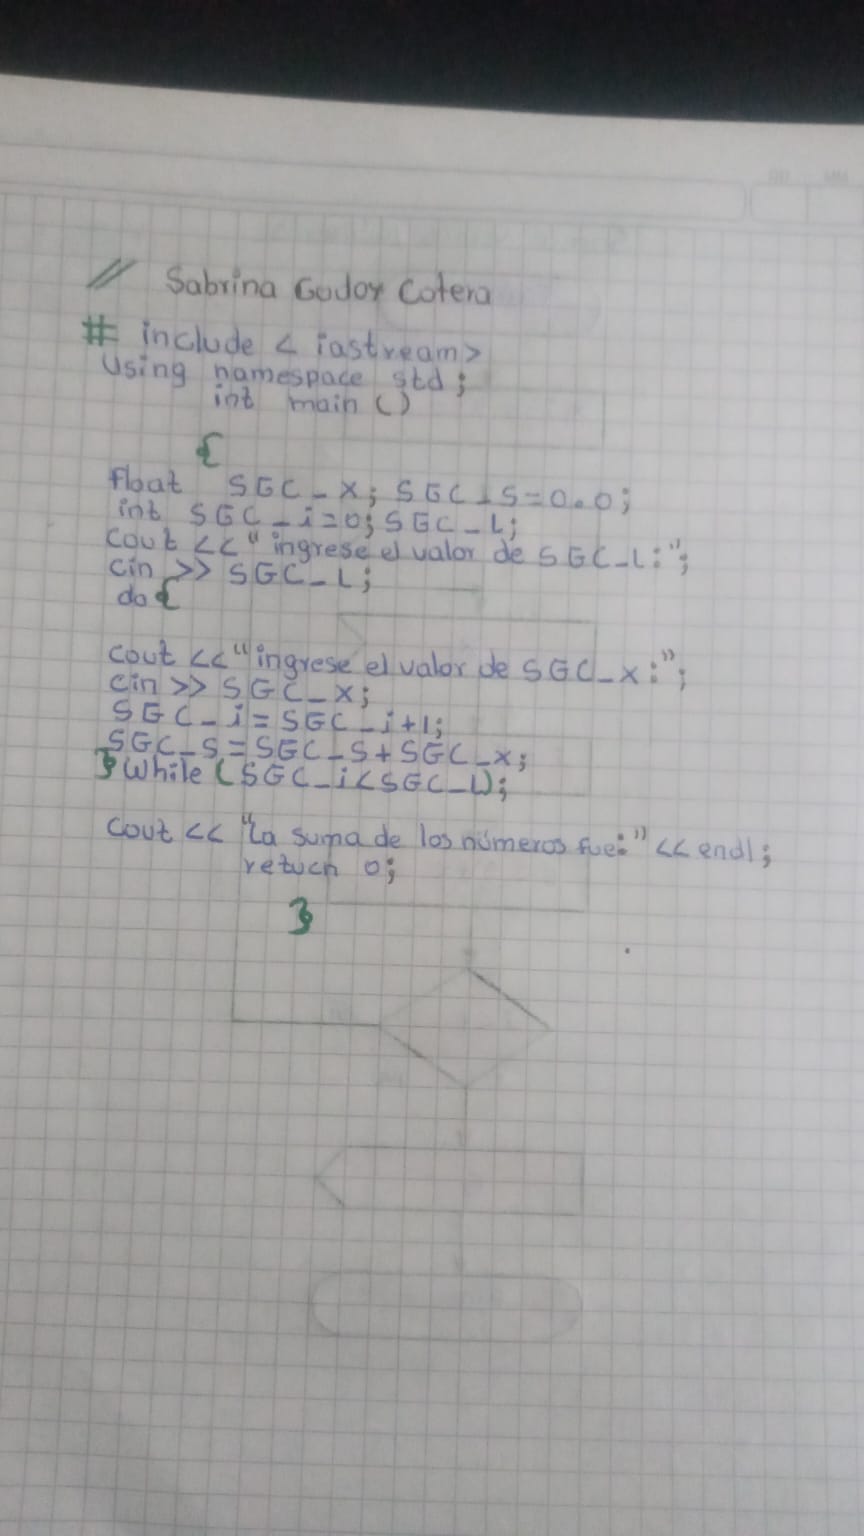 // Sabrina Godoy Cotera
# include < iastream>
using namespace std;
int main ()
{
float SGC_x; SGC_S=0.0;
int SGC_i=0; SGC_L;
cout <<"ingrese el valor de SGC_L:";
cin >> SGC_L;
do{
cout <<"ingrese el valor de SGC_x:";
cin >> SGC_x;
SGC_i=SGC_i+1;
SGC_S=SGC_S+SGC_x;
}while (SGC_i<SGC_L);
cout << "La suma de los números fue:" << endl;
retuch 0;
}